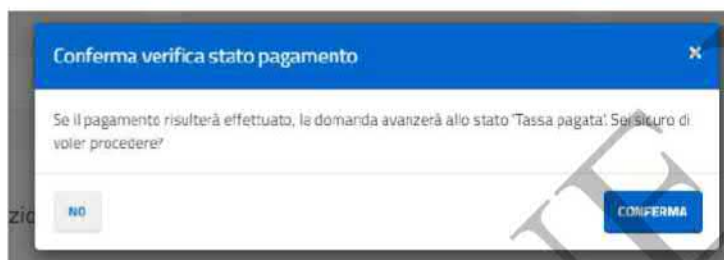 Conferma verifica stato pagamento
×
Se il pagamento risulterà effettuato, la domanda avanzerà allo stato 'Tassa pagata'. Sei sicuro di
voler procedere?
zio
NO
CONFERMA